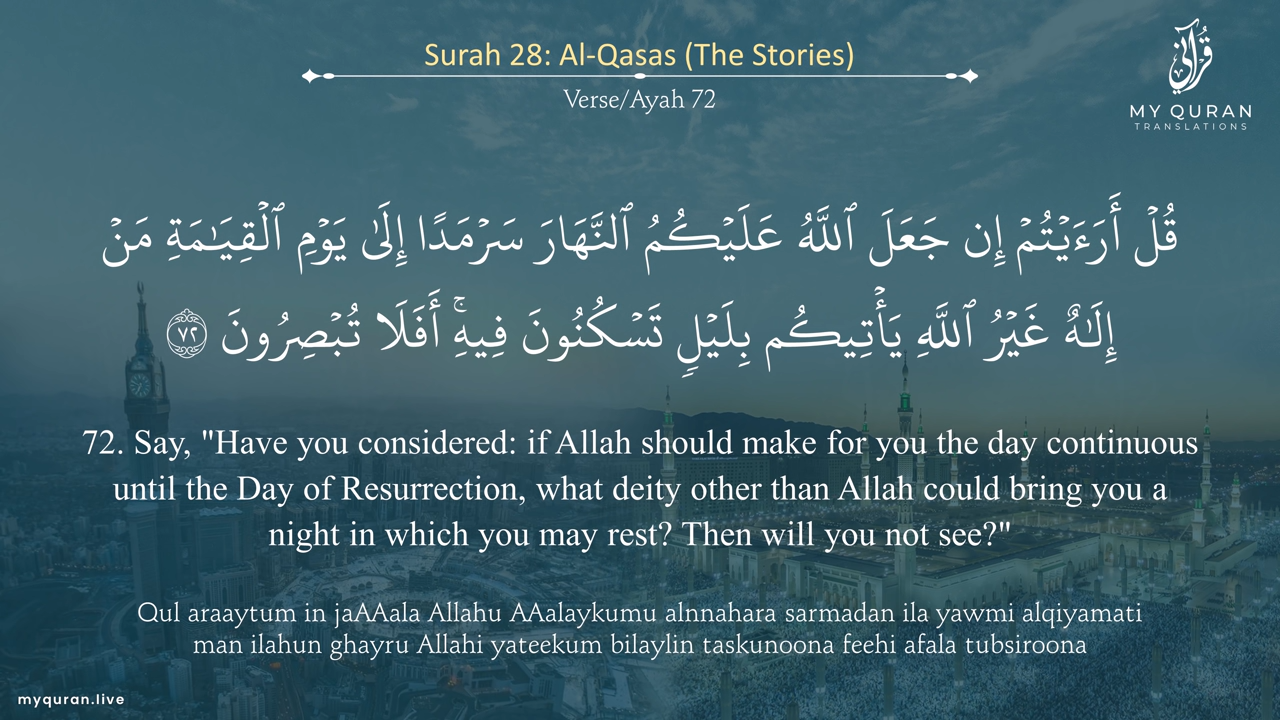 Surah 28: Al-Qasas (The Stories)
Verse/Ayah 72
قرآني
MY QURAN
TRANSLATIONS
قُلْ أَرَءَيْتُمْ إِن جَعَلَ ٱللَّهُ عَلَيْكُمُ ٱلنَّهَارَ سَرْمَدًا إِلَىٰ يَوْمِ ٱلْقِيَـٰمَةِ مَنْ
إِلَـٰهٌ غَيْرُ ٱللَّهِ يَأْتِيكُم بِلَيْلٍۢ تَسْكُنُونَ فِيهِ ۚ أَفَلَا تُبْصِرُونَ ٧٢
72. Say, "Have you considered: if Allah should make for you the day continuous
until the Day of Resurrection, what deity other than Allah could bring you a
night in which you may rest? Then will you not see?"
Qul araaytum in jaAAala Allahu AAalaykumu alnnahara sarmadan ila yawmi alqiyamati
man ilahun ghayru Allahi yateekum bilaylin taskunoona feehi afala tubsiroona
myquran.live